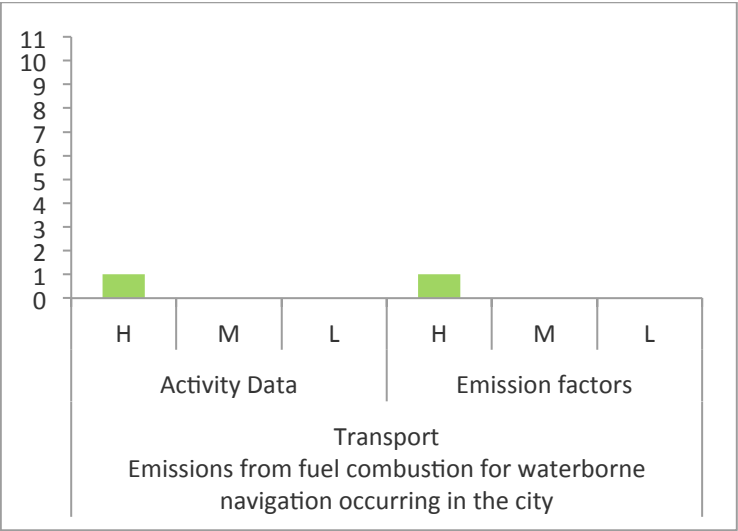 11
10
9
8
7
6
5
4
3
2
1
0
H M L H M L
Activity Data Emission factors
Transport
Emissions from fuel combustion for waterborne
navigation occurring in the city